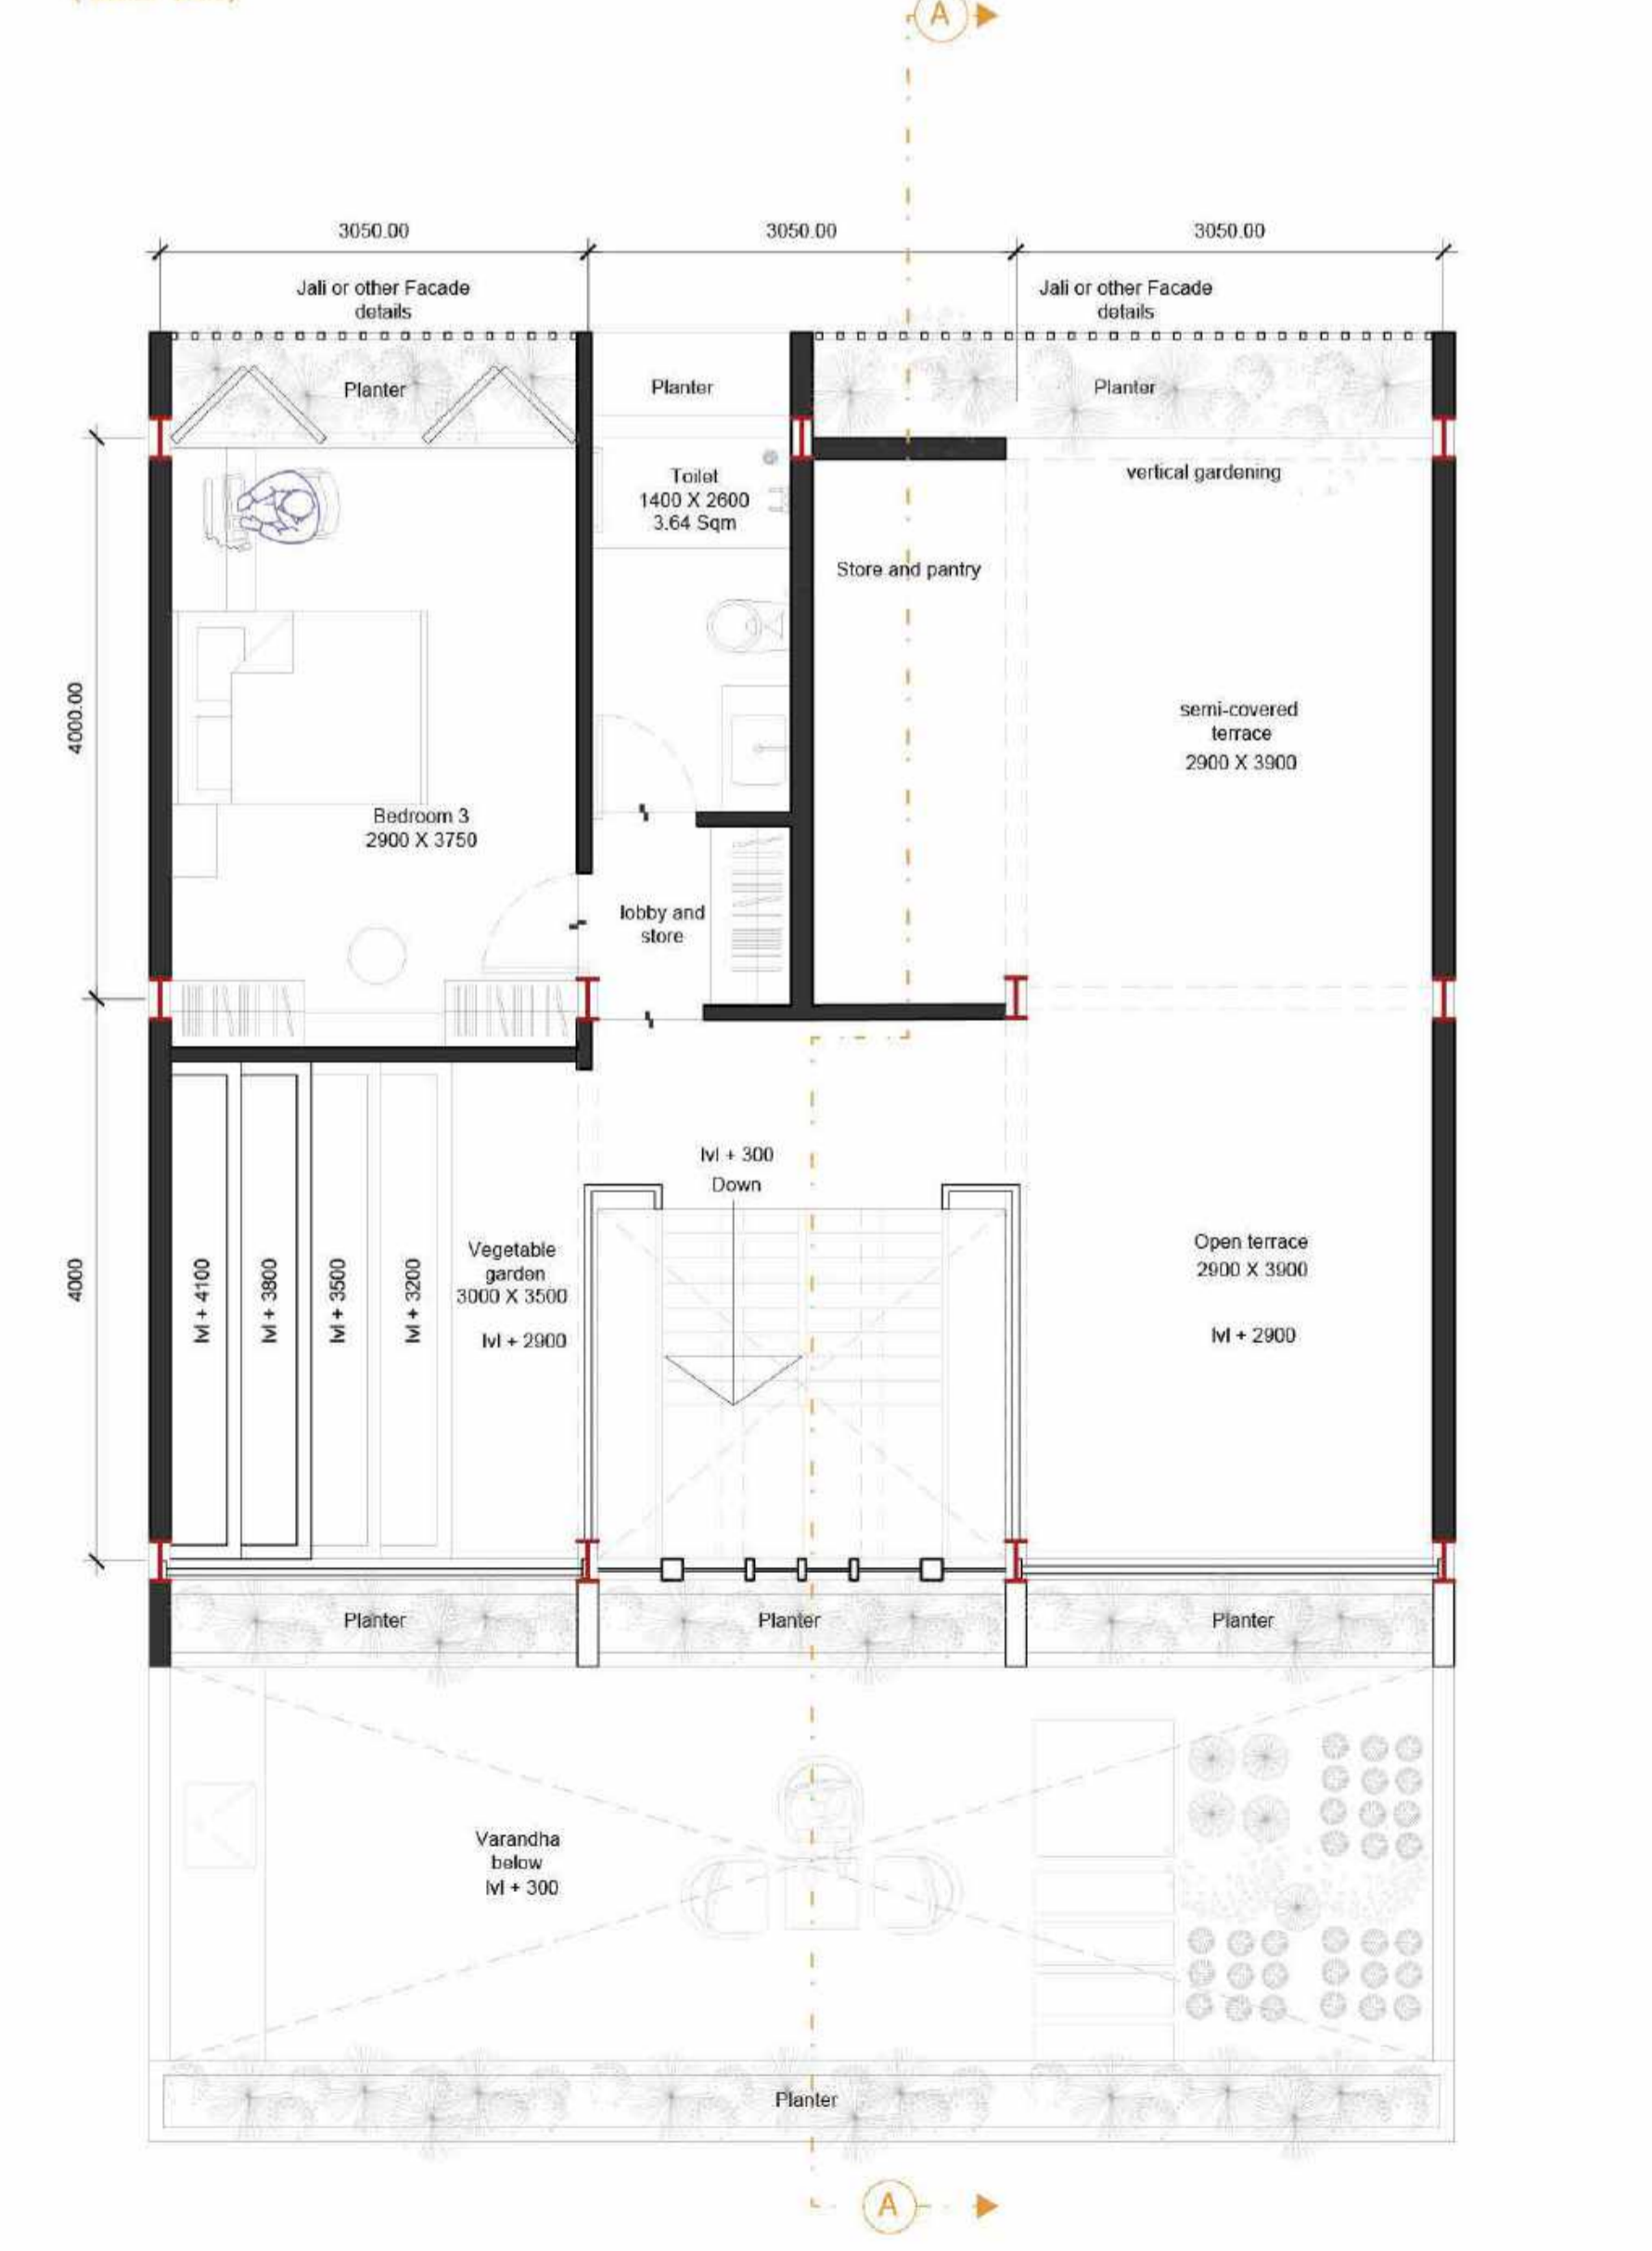 A
3050.00
3050.00
3050.00
Jali or other Facade
details
Jali or other Facade
details
Planter
Planter
Planter
vertical gardening
Toilet
1400 X 2600
3.64 Sqm
Store and pantry
4000.00
semi-covered
terrace
2900 X 3900
Bedroom 3
2900 X 3750
lobby and
store
lvl + 300
Down
4000
lvl + 4100
lvl + 3800
lvl + 3500
lvl + 3200
Vegetable
garden
3000 X 3500
lvl + 2900
Open terrace
2900 X 3900
lvl + 2900
Planter
Planter
Planter
Varandha
below
lvl + 300
Planter
A